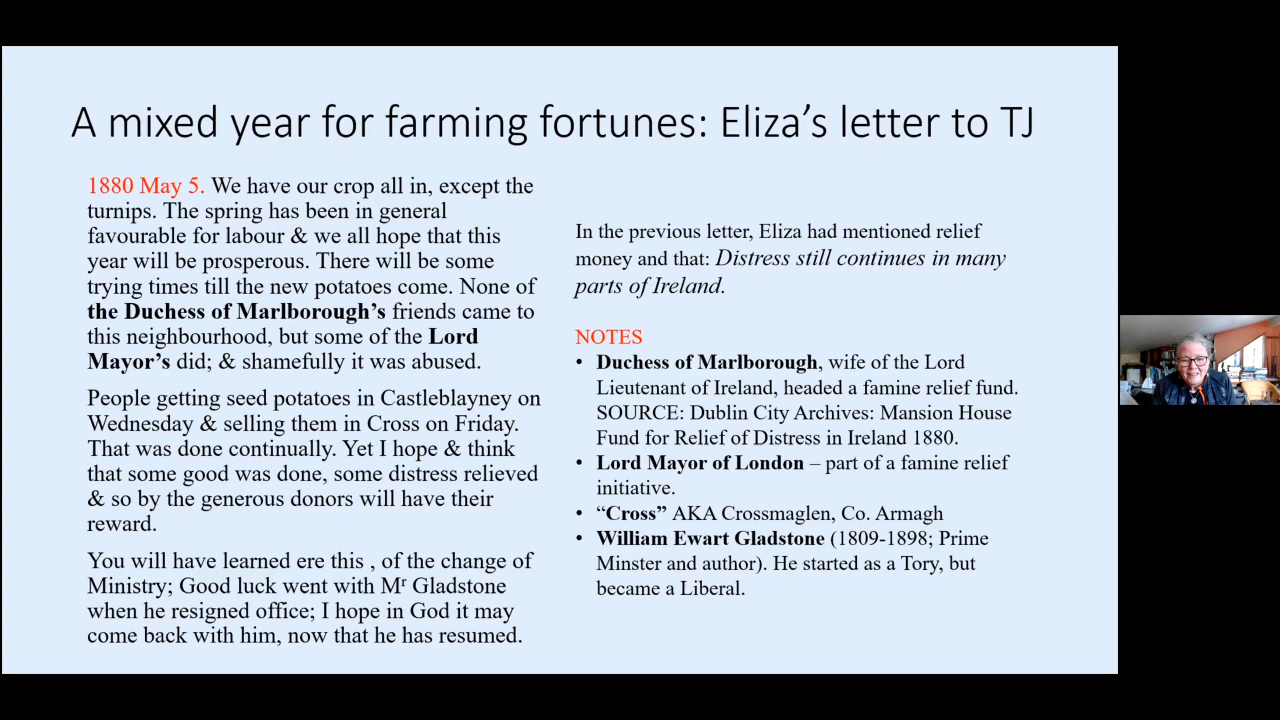 A mixed year for farming fortunes: Eliza’s letter to TJ
1880 May 5. We have our crop all in, except the
turnips. The spring has been in general
favourable for labour & we all hope that this
year will be prosperous. There will be some
trying times till the new potatoes come. None of
the Duchess of Marlborough’s friends came to
this neighbourhood, but some of the Lord
Mayor’s did; & shamefully it was abused.
People getting seed potatoes in Castleblayney on
Wednesday & selling them in Cross on Friday.
That was done continually. Yet I hope & think
that some good was done, some distress relieved
& so by the generous donors will have their
reward.
You will have learned ere this , of the change of
Ministry; Good luck went with Mʳ Gladstone
when he resigned office; I hope in God it may
come back with him, now that he has resumed.
In the previous letter, Eliza had mentioned relief
money and that: Distress still continues in many
parts of Ireland.
NOTES
• Duchess of Marlborough, wife of the Lord
Lieutenant of Ireland, headed a famine relief fund.
SOURCE: Dublin City Archives: Mansion House
Fund for Relief of Distress in Ireland 1880.
• Lord Mayor of London – part of a famine relief
initiative.
• “Cross” AKA Crossmaglen, Co. Armagh
• William Ewart Gladstone (1809-1898; Prime
Minster and author). He started as a Tory, but
became a Liberal.